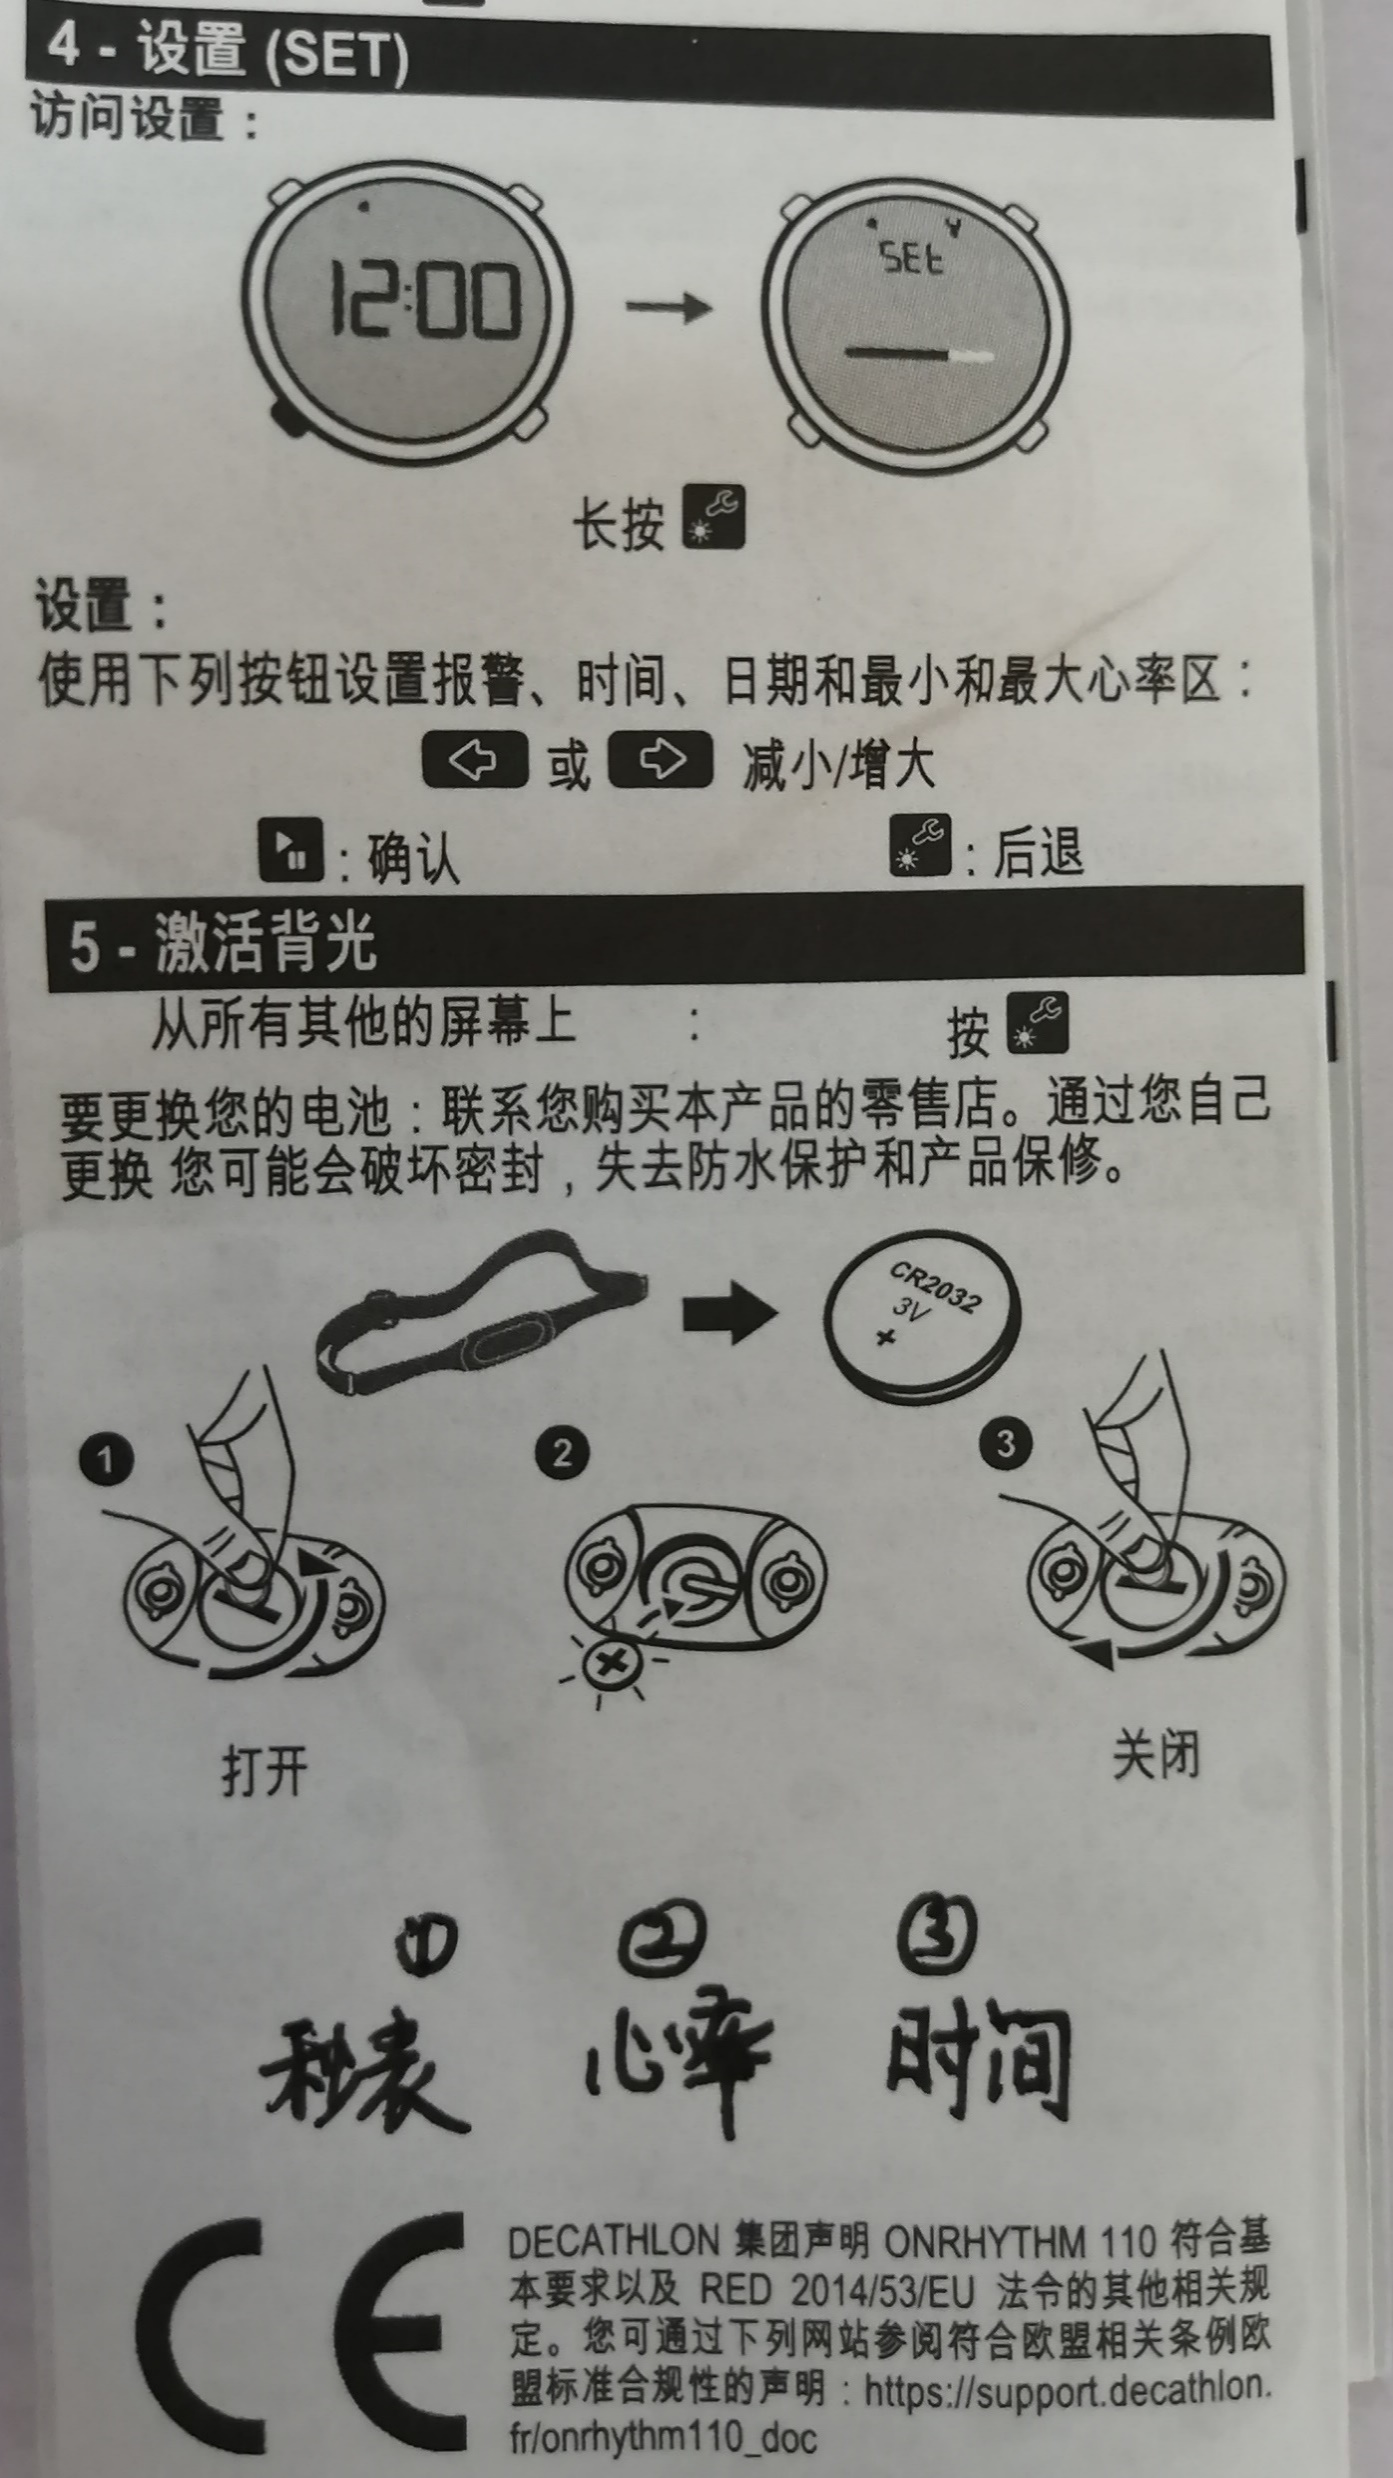 4 - 设置 (SET)
访问设置：
12:00
SEt
长按
设置：
使用下列按钮设置报警、时间、日期和最小和最大心率区：
或 减小/增大
：确认 ：后退
5 - 激活背光
从所有其他的屏幕上 ： 按
要更换您的电池：联系您购买本产品的零售店。通过您自己
更换 您可能会破坏密封，失去防水保护和产品保修。
CR2032
3V
+
1 2 3
打开 关闭
① ② ③
秒表 心率 时间
CE
DECATHLON 集团声明 ONRHYTHM 110 符合基
本要求以及 RED 2014/53/EU 法令的其他相关规
定。您可通过下列网站参阅符合欧盟相关条例欧
盟标准合规性的声明：https://support.decathlon.
fr/onrhythm110_doc